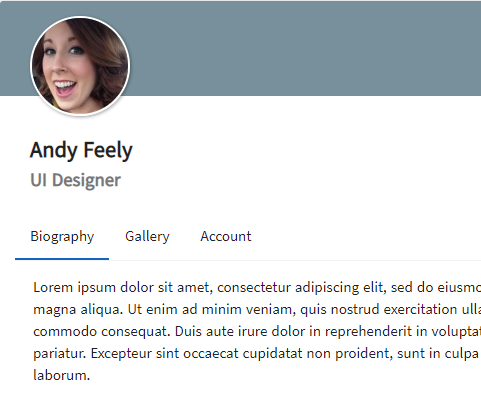 Andy Feely
UI Designer
Biography Gallery Account
Lorem ipsum dolor sit amet, consectetur adipiscing elit, sed do eiusmo
magna aliqua. Ut enim ad minim veniam, quis nostrud exercitation ulla
commodo consequat. Duis aute irure dolor in reprehenderit in voluptat
pariatur. Excepteur sint occaecat cupidatat non proident, sunt in culpa
laborum.